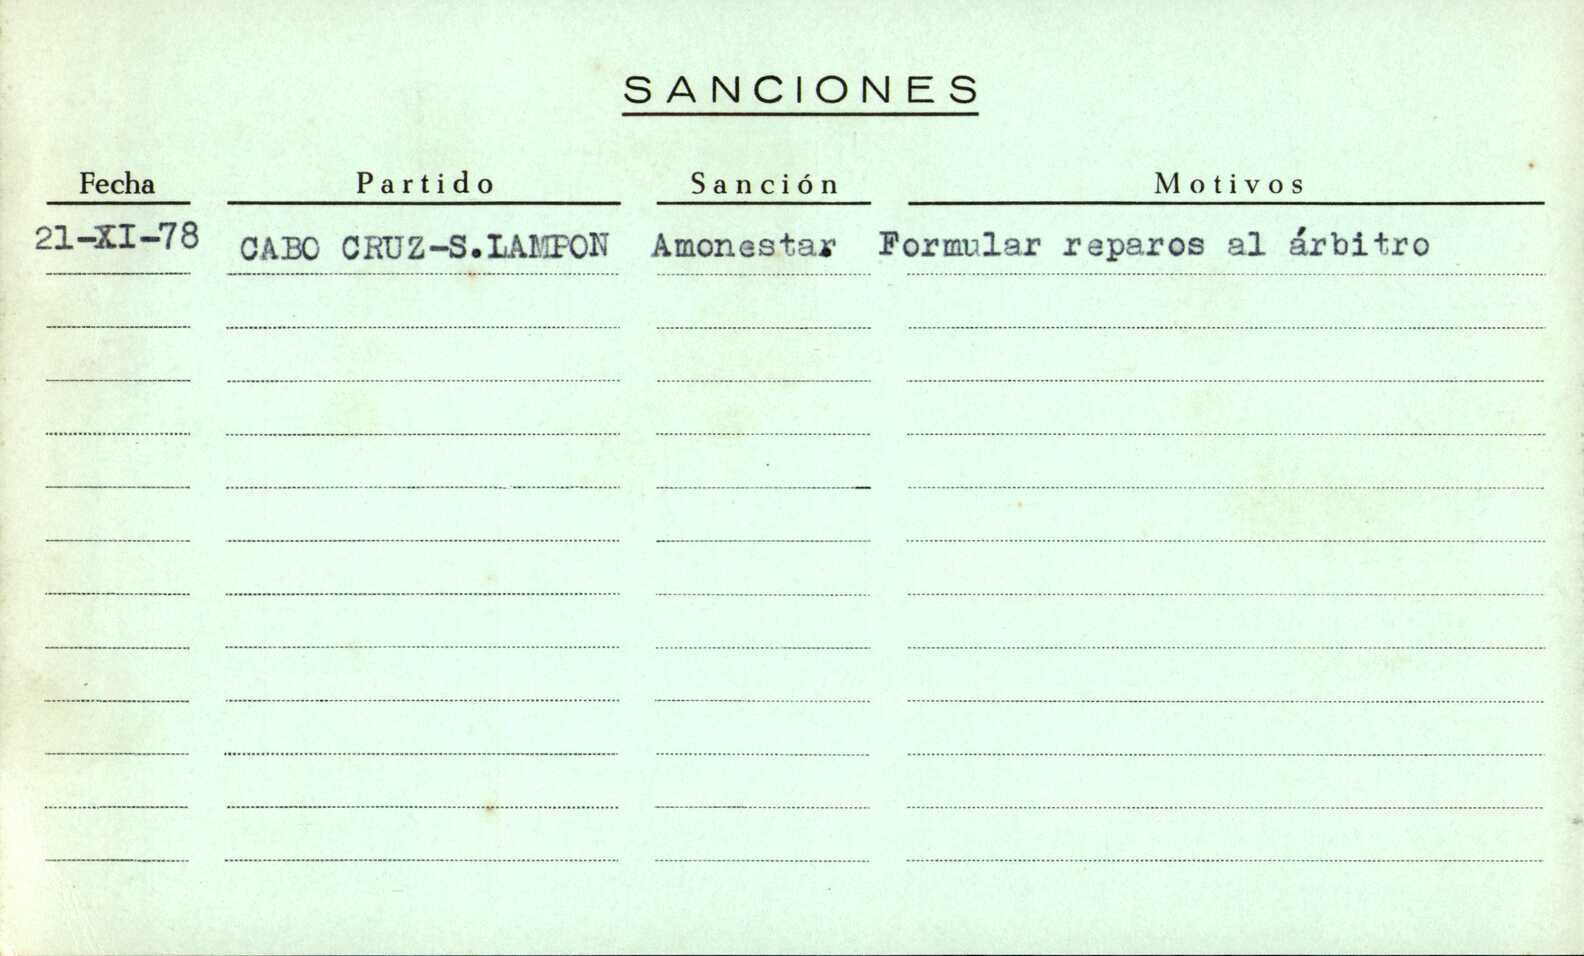 SANCIONES
Fecha Partido Sanción Motivos
21-XI-78 CABO CRUZ-S.LAMPON Amonestar Formular reparos al árbitro